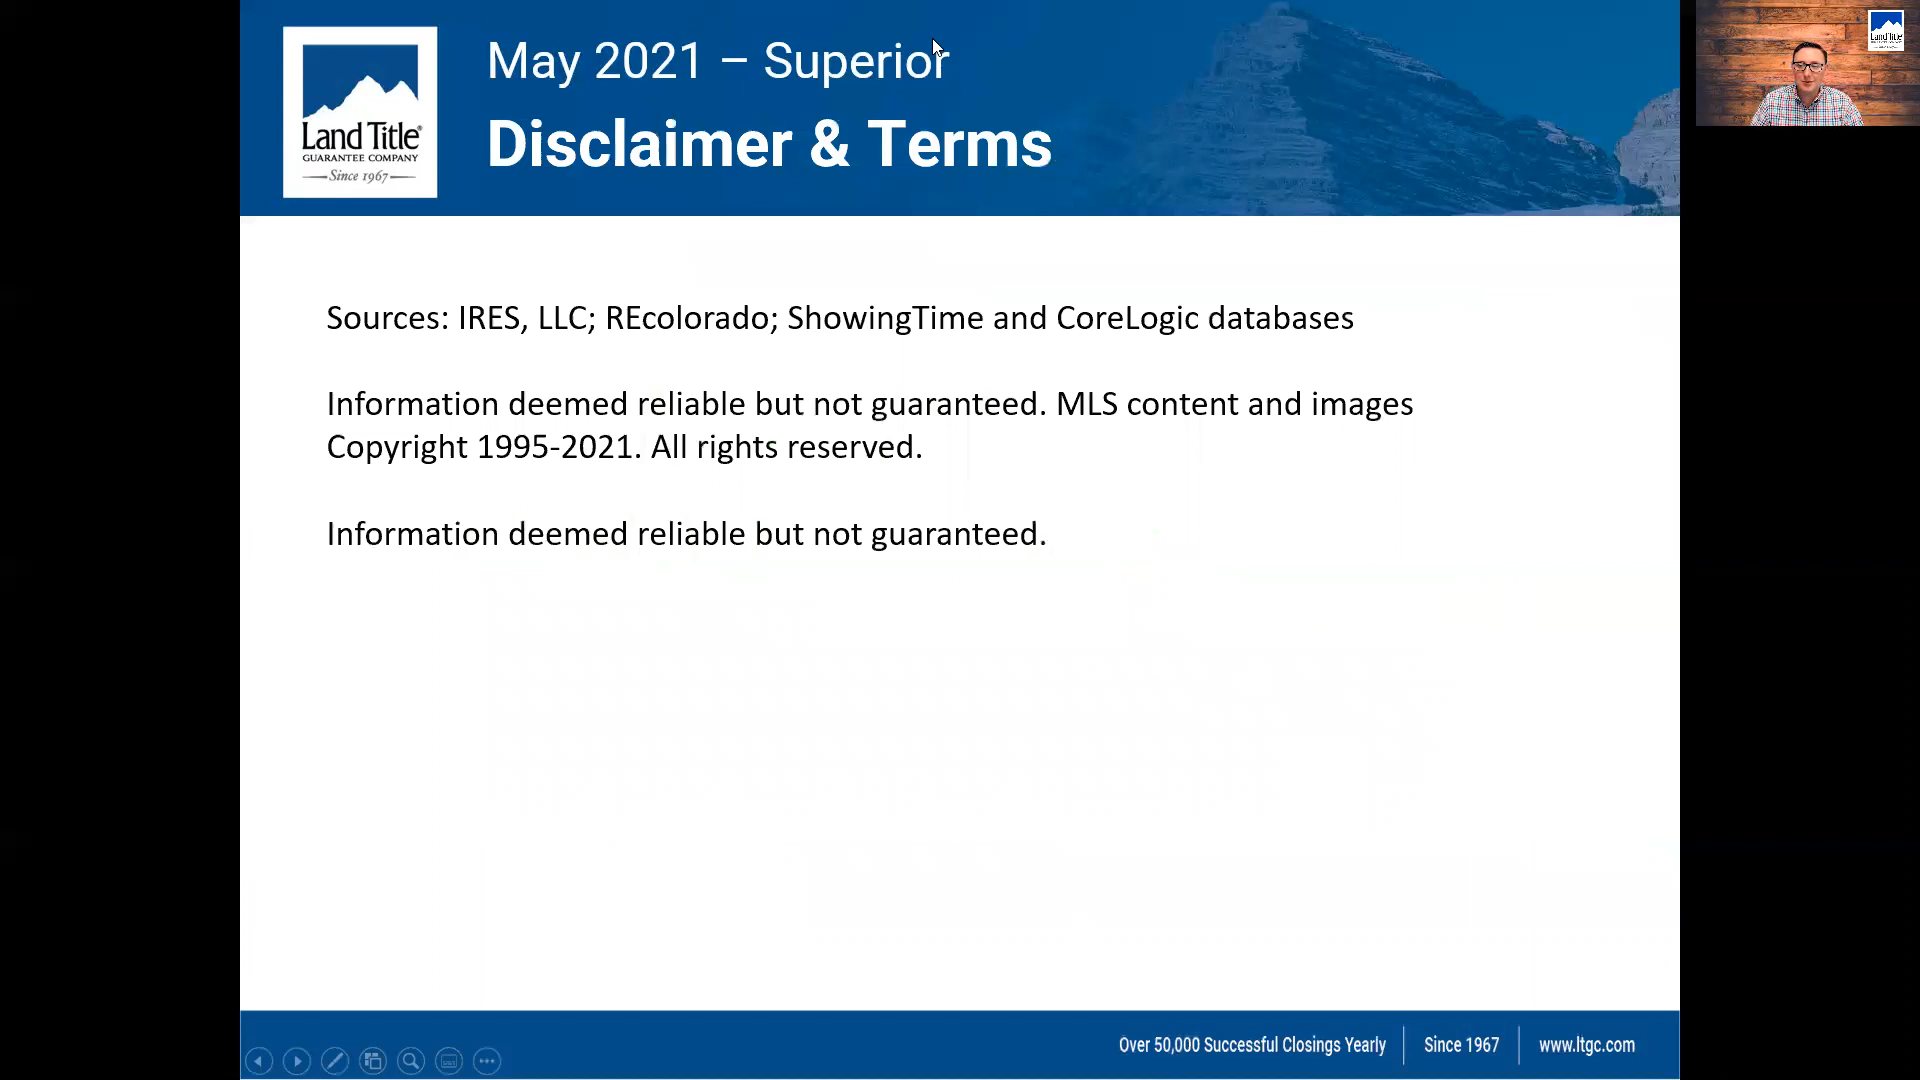 May 2021 – Superior
Disclaimer & Terms
Land Title®
GUARANTEE COMPANY
Since 1967
Land Title
Sources: IRES, LLC; REcolorado; ShowingTime and CoreLogic databases
Information deemed reliable but not guaranteed. MLS content and images
Copyright 1995-2021. All rights reserved.
Information deemed reliable but not guaranteed.
Over 50,000 Successful Closings Yearly
Since 1967
www.ltgc.com